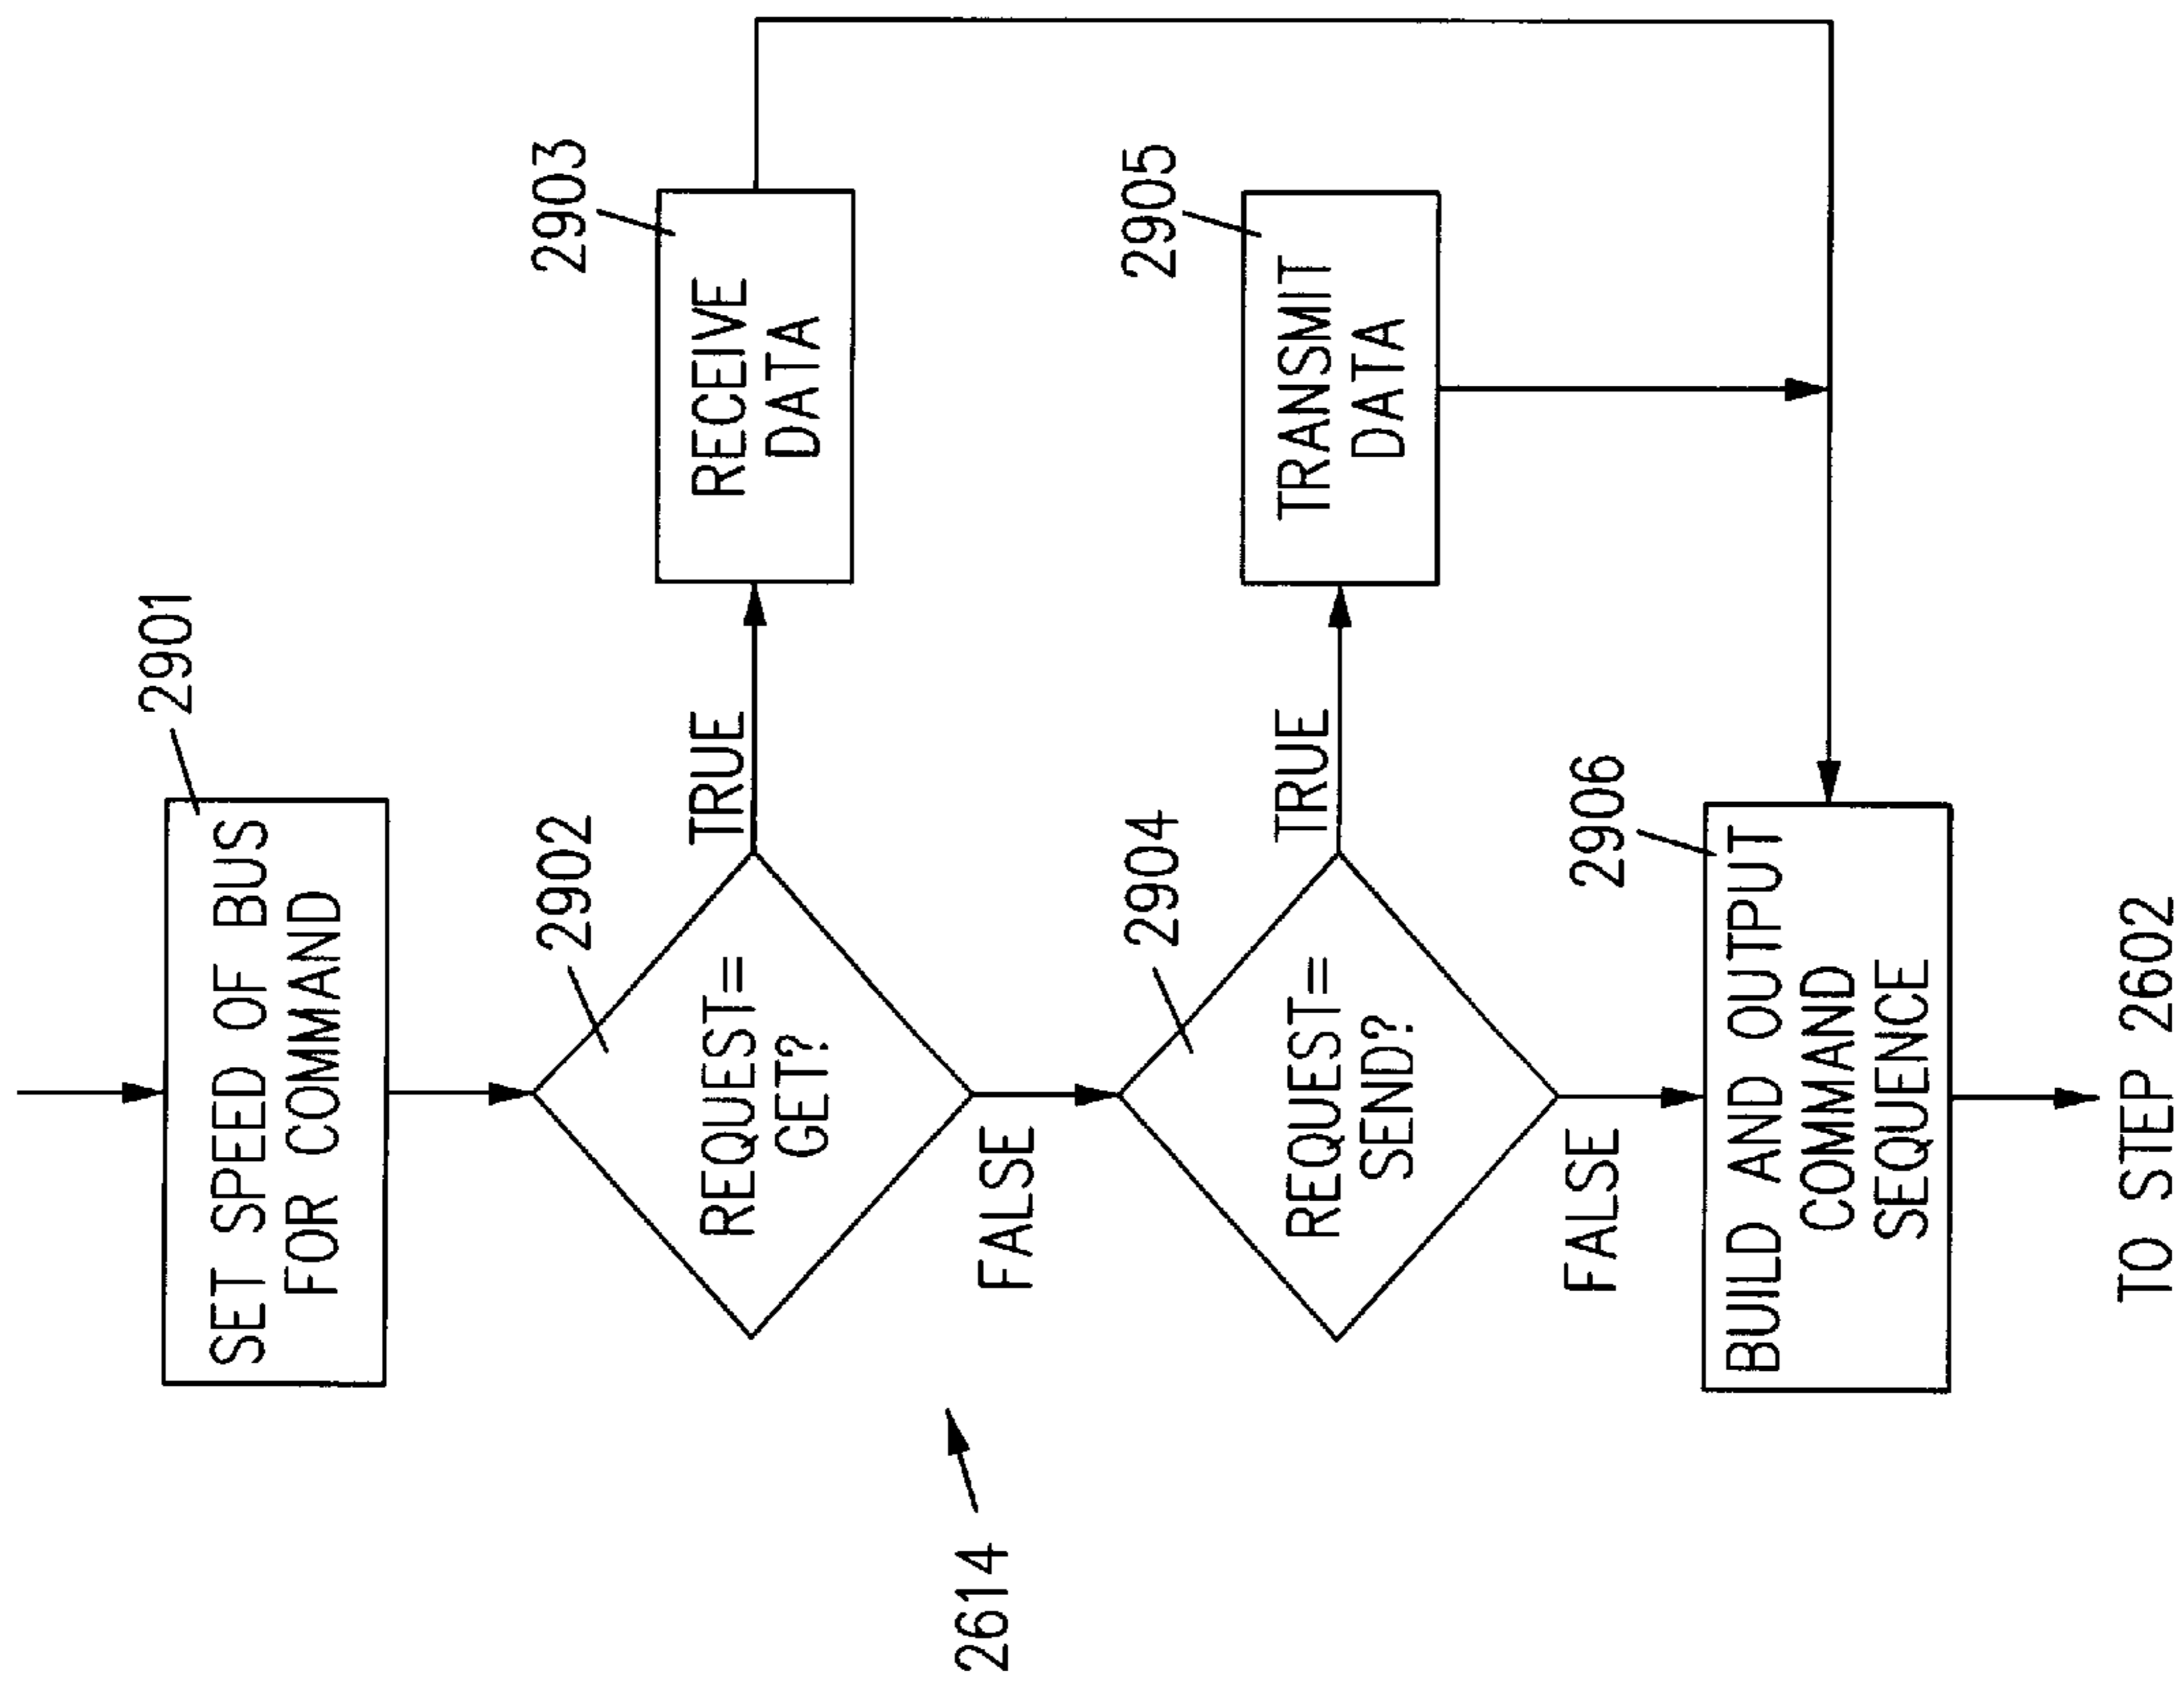 2901
SET SPEED OF BUS
FOR COMMAND
2902
REQUEST=
GET?
TRUE
2903
RECEIVE
DATA
FALSE
2904
REQUEST=
SEND?
TRUE
2905
TRANSMIT
DATA
FALSE
2906
BUILD AND OUTPUT
COMMAND
SEQUENCE
TO STEP 2602
2614